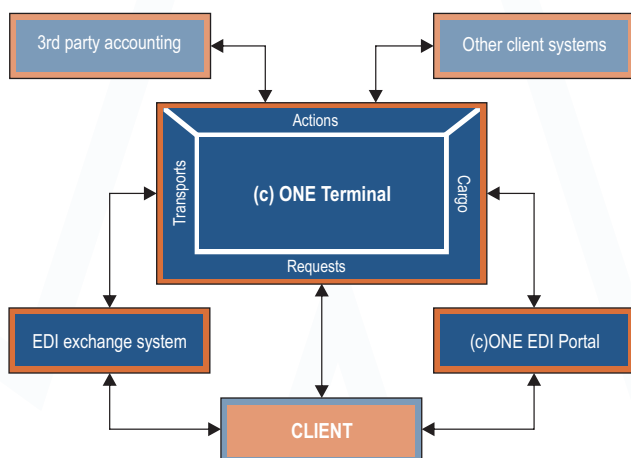 3rd party accounting
Other client systems
Actions
Transports
(c) ONE Terminal
Cargo
Requests
EDI exchange system
(c)ONE EDI Portal
CLIENT